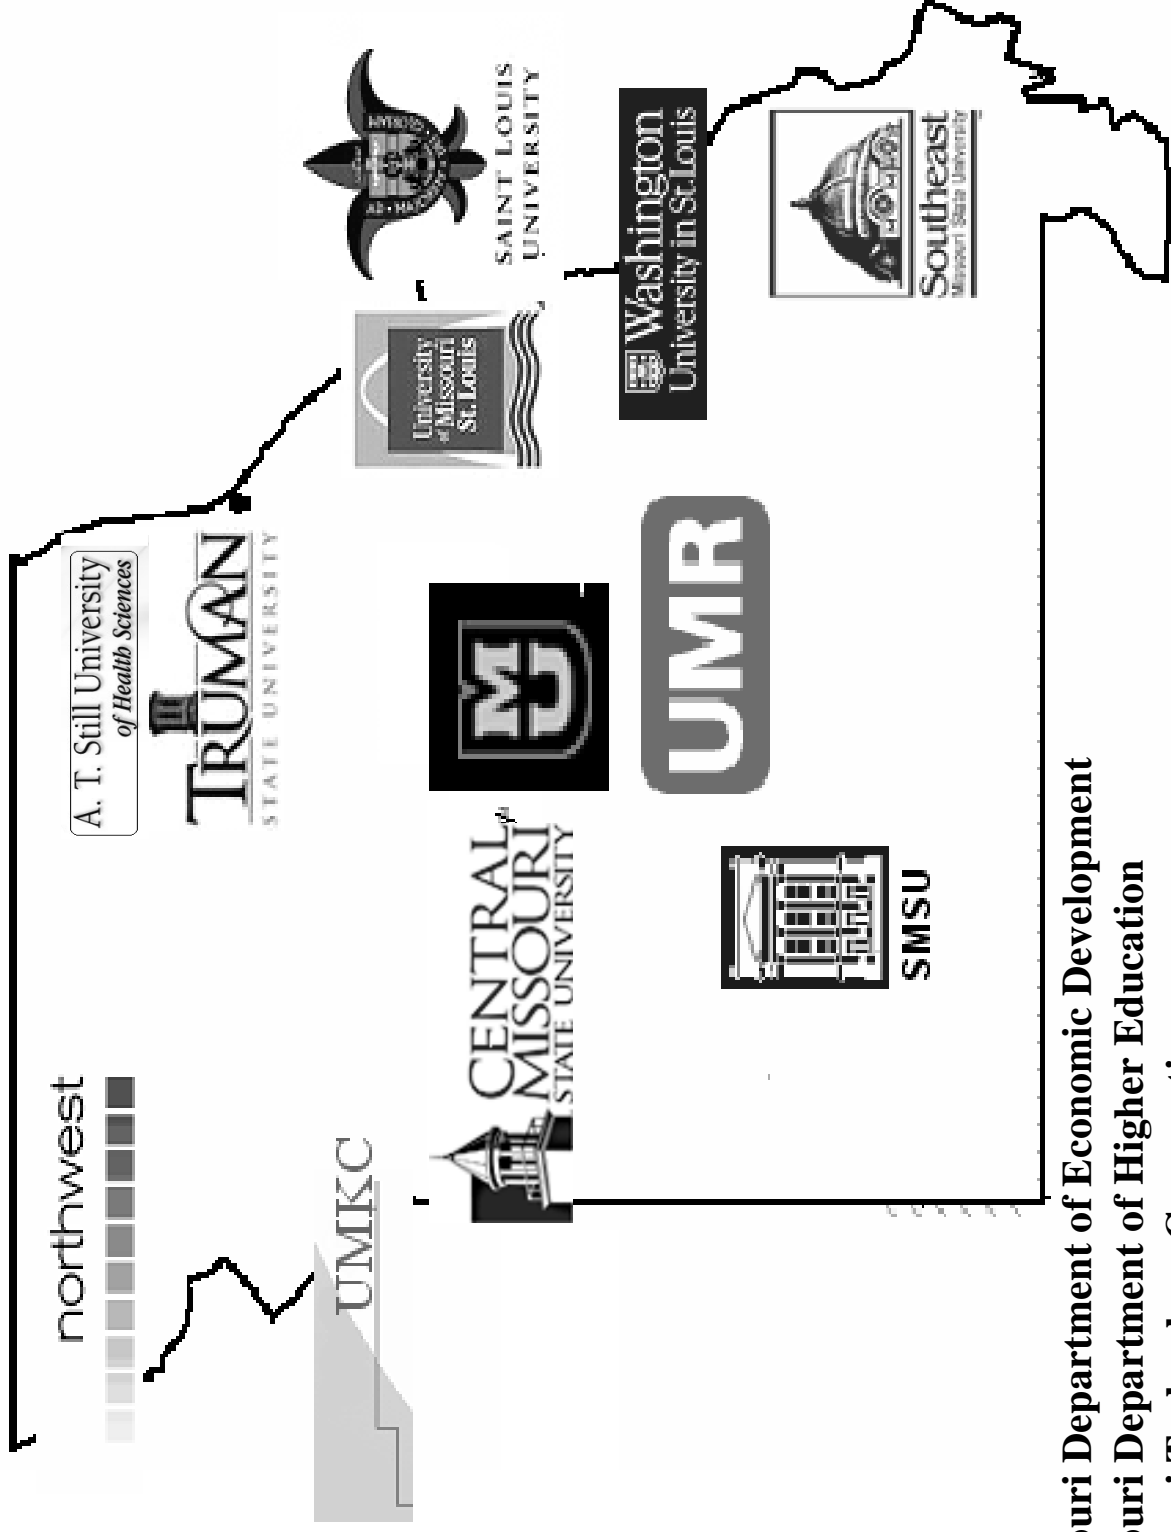 northwest
A. T. Still University
of Health Sciences
TRUMAN
STATE UNIVERSITY
UMKC
University
of Missouri
St. Louis
SAINT LOUIS
UNIVERSITY
CENTRAL
MISSOURI
STATE UNIVERSITY
MU
UMR
Washington
University in St. Louis
SMSU
Southeast
Missouri State University
ouri Department of Economic Development
ouri Department of Higher Education